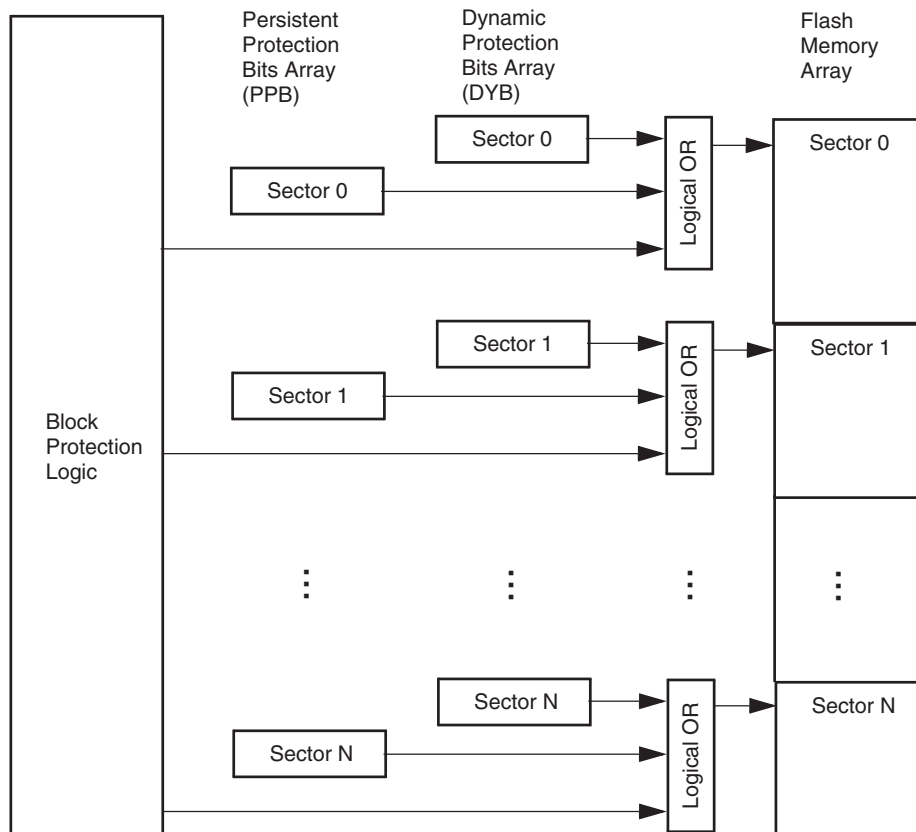 Persistent
Protection
Bits Array
(PPB)
Dynamic
Protection
Bits Array
(DYB)
Flash
Memory
Array
Sector 0
Sector 0
Logical OR
Sector 0
Sector 1
Sector 1
Logical OR
Sector 1
Block
Protection
Logic
Sector N
Sector N
Logical OR
Sector N